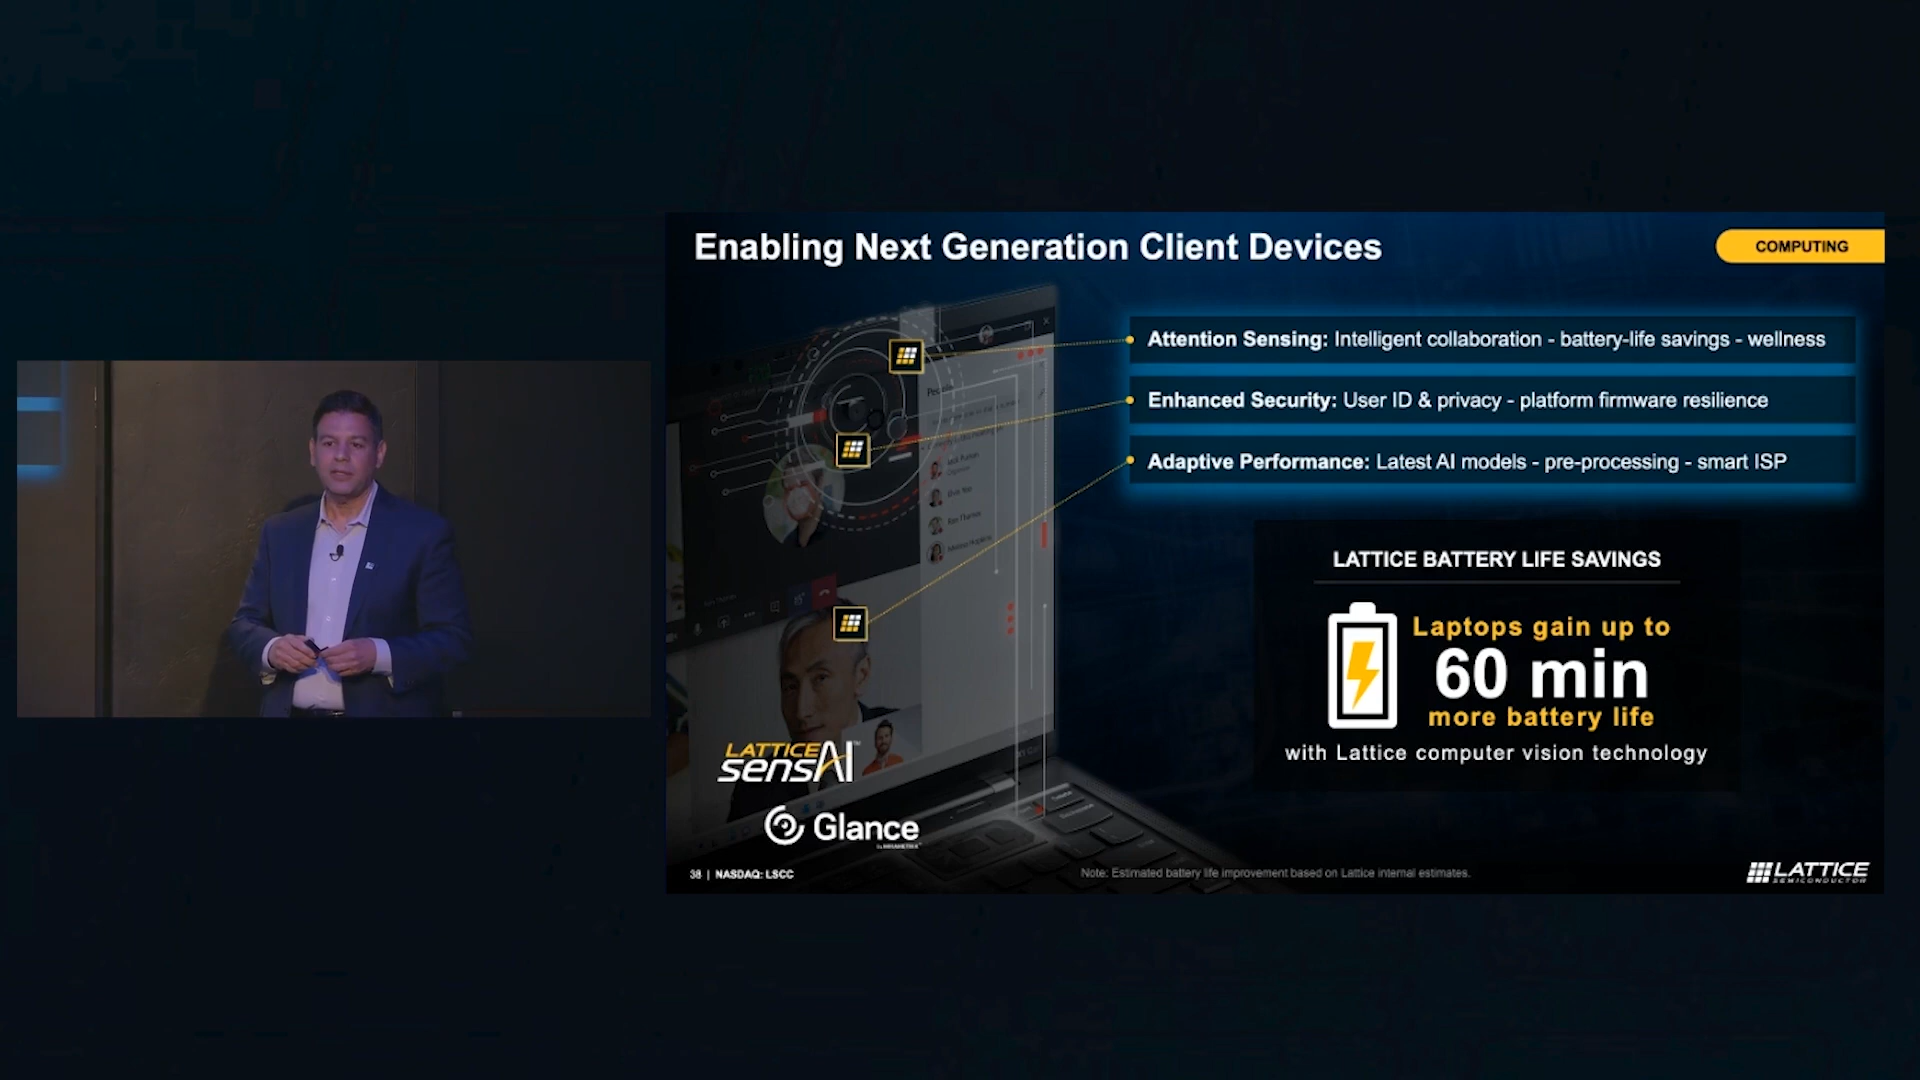 Enabling Next Generation Client Devices
COMPUTING
Attention Sensing: Intelligent collaboration - battery-life savings - wellness
Enhanced Security: User ID & privacy - platform firmware resilience
Adaptive Performance: Latest AI models - pre-processing - smart ISP
LATTICE BATTERY LIFE SAVINGS
Laptops gain up to
60 min
more battery life
with Lattice computer vision technology
LATTICE
sensAI
Glance
38 | NASDAQ: LSCC
Note: Estimated battery life improvement based on Lattice internal estimates.
LATTICE
SEMICONDUCTOR